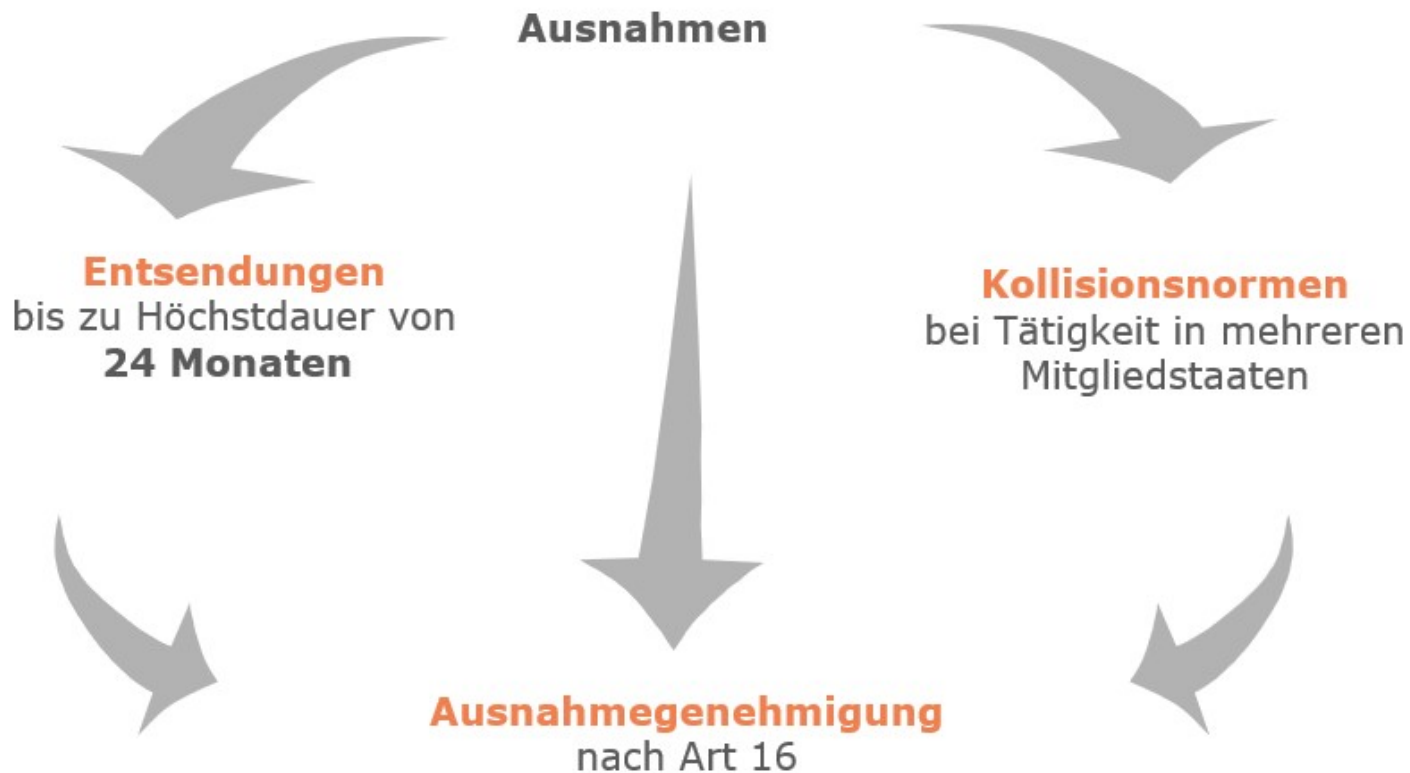 Ausnahmen
Entsendungen
bis zu Höchstdauer von
24 Monaten
Kollisionsnormen
bei Tätigkeit in mehreren
Mitgliedstaaten
Ausnahmegenehmigung
nach Art 16